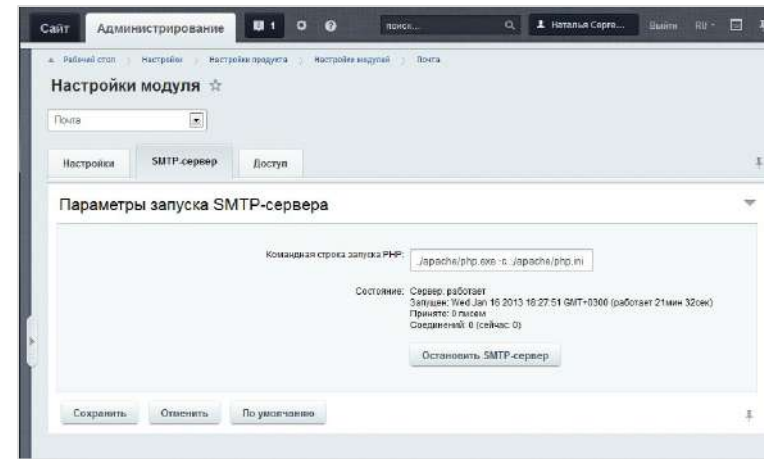 Сайт Администрирование 1 поиск... Наталья Серге... Выйти RU
Рабочий стол Настройки Настройки продукта Настройки модулей Почта
Настройки модуля
Почта
Настройки SMTP-сервер Доступ
Параметры запуска SMTP-сервера
Командная строка запуска PHP: ../apache/php.exe -c ../apache/php.ini
Состояние: Сервер: работает
Запущен: Wed Jan 16 2013 18:27:51 GMT+0300 (работает 21мин 32сек)
Принято: 0 писем
Соединений: 0 (сейчас: 0)
Остановить SMTP-сервер
Сохранить Отменить По умолчанию